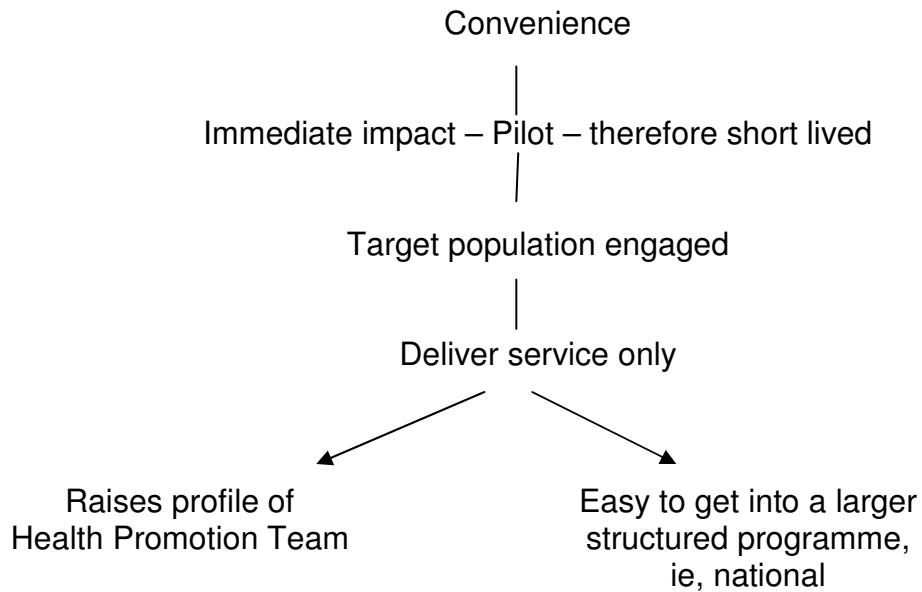 Convenience
Immediate impact – Pilot – therefore short lived
Target population engaged
Deliver service only
Raises profile of
Health Promotion Team
Easy to get into a larger
structured programme,
ie, national